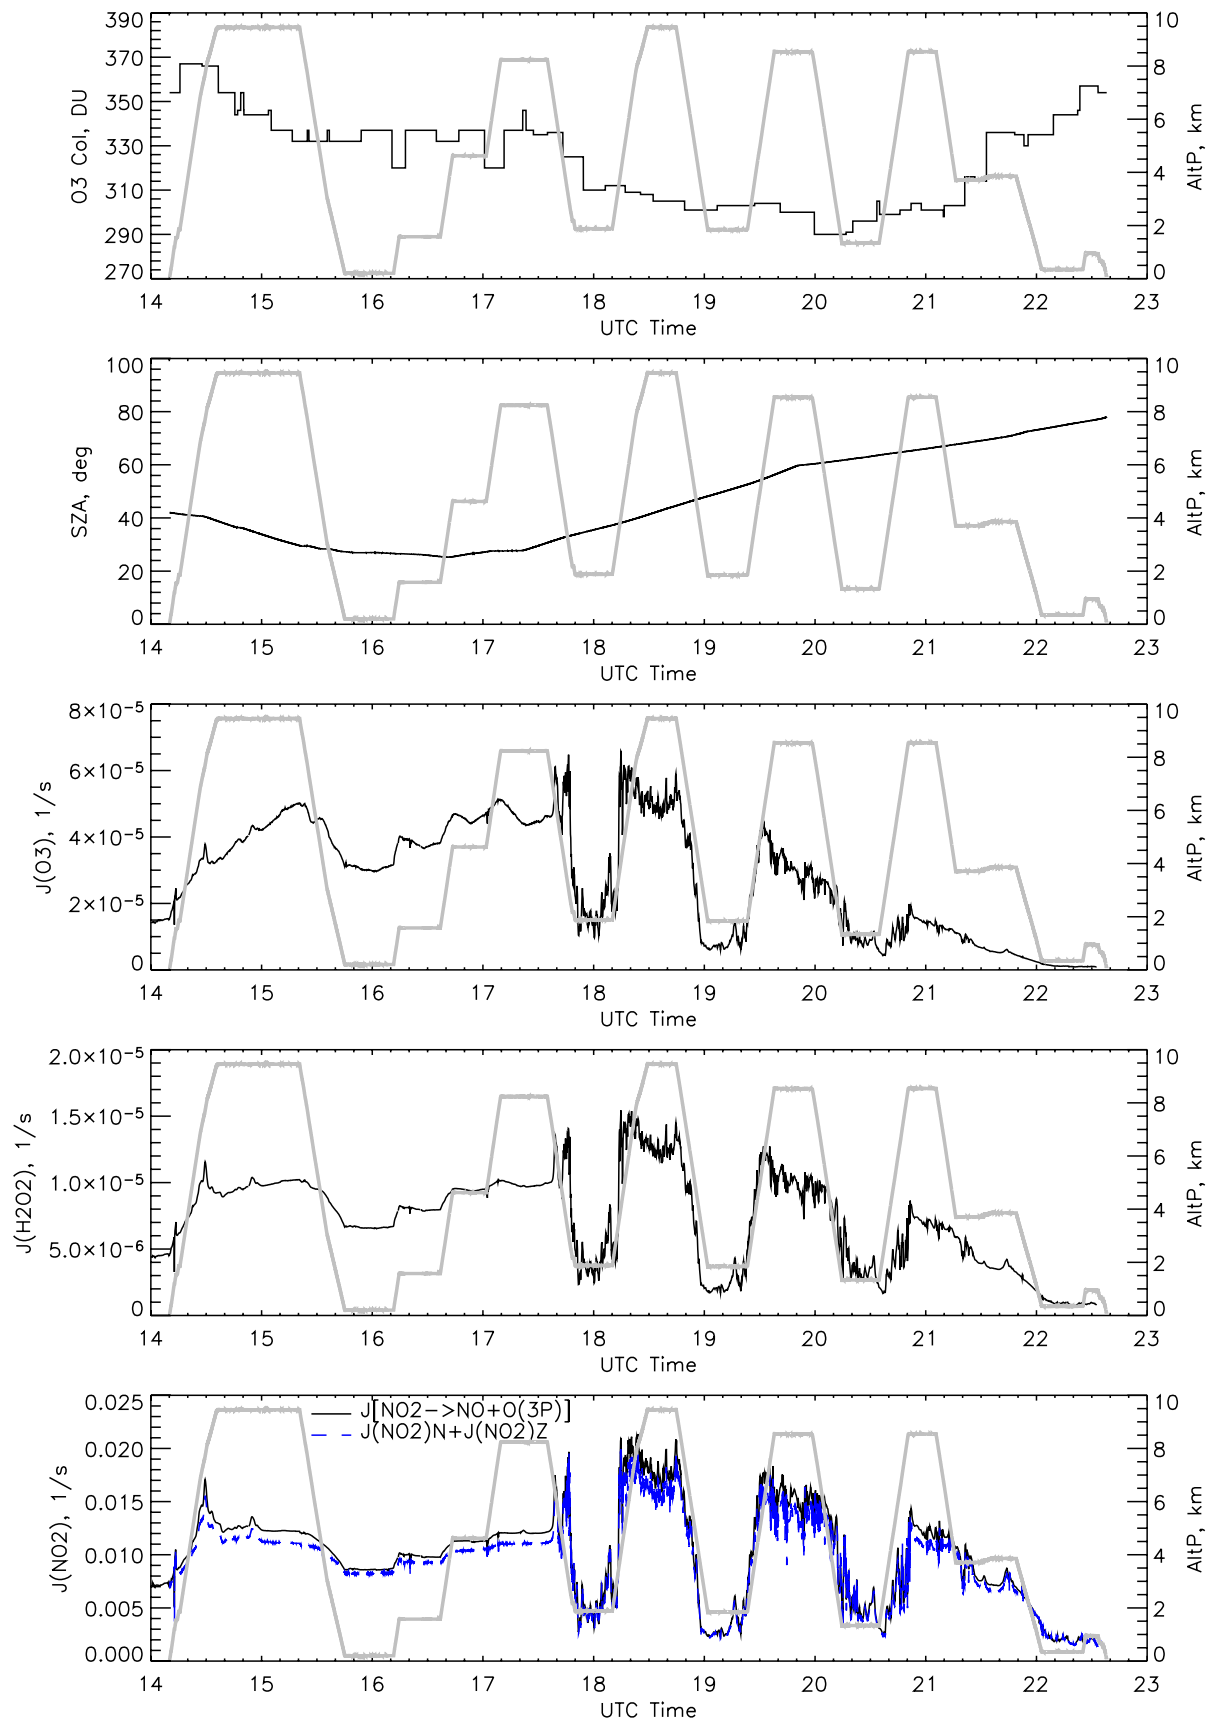 390
370
350
330
310
290
270
O3 Col, DU
10
8
6
4
2
0
AltP, km
14 15 16 17 18 19 20 21 22 23
UTC Time
100
80
60
40
20
0
SZA, deg
10
8
6
4
2
0
AltP, km
14 15 16 17 18 19 20 21 22 23
UTC Time
8×10⁻⁵
6×10⁻⁵
4×10⁻⁵
2×10⁻⁵
0
J(O3), 1/s
10
8
6
4
2
0
AltP, km
14 15 16 17 18 19 20 21 22 23
UTC Time
2.0×10⁻⁵
1.5×10⁻⁵
1.0×10⁻⁵
5.0×10⁻⁶
0
J(H2O2), 1/s
10
8
6
4
2
0
AltP, km
14 15 16 17 18 19 20 21 22 23
UTC Time
0.025
0.020
0.015
0.010
0.005
0.000
J(NO2), 1/s
J[NO2->NO+O(3P)]
J(NO2)N+J(NO2)Z
10
8
6
4
2
0
AltP, km
14 15 16 17 18 19 20 21 22 23
UTC Time